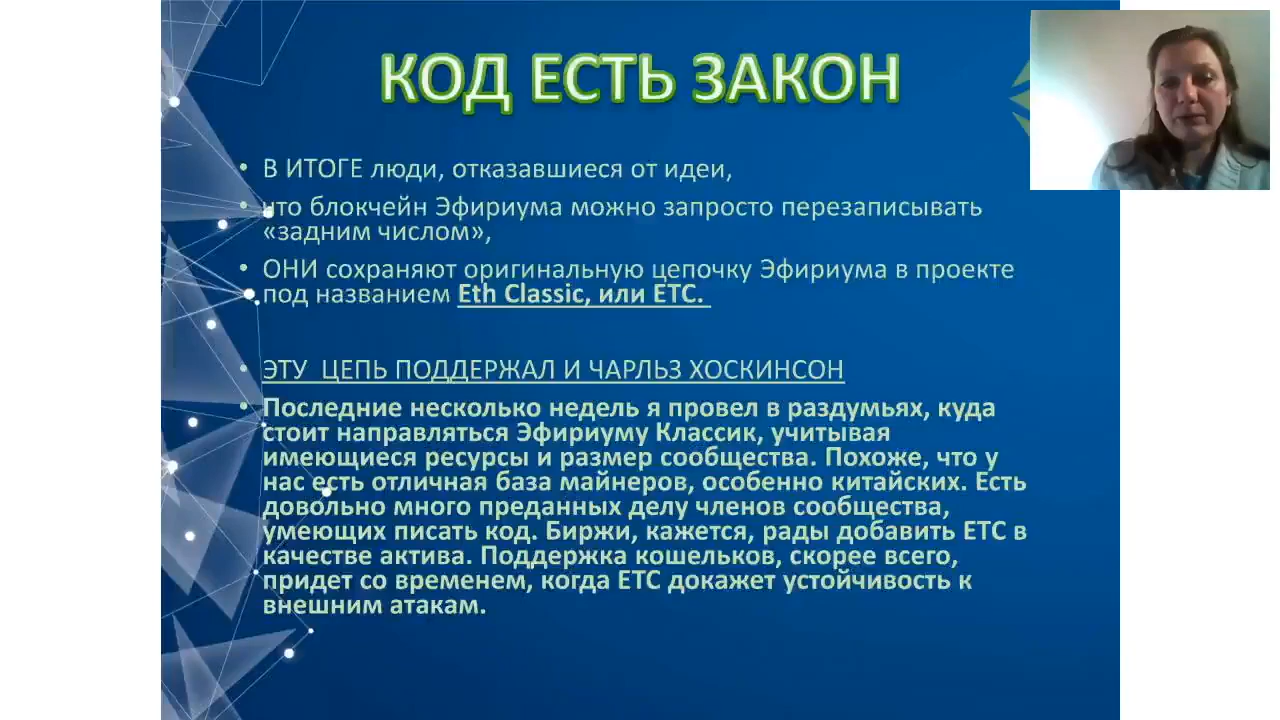 КОД ЕСТЬ ЗАКОН
• В ИТОГЕ люди, отказавшиеся от идеи,
• что блокчейн Эфириума можно запросто перезаписывать
«задним числом»,
• ОНИ сохраняют оригинальную цепочку Эфириума в проекте
под названием Eth Classic, или ETC.
• ЭТУ ЦЕПЬ ПОДДЕРЖАЛ И ЧАРЛЬЗ ХОСКИНСОН
• Последние несколько недель я провел в раздумьях, куда
стоит направляться Эфириуму Классик, учитывая
имеющиеся ресурсы и размер сообщества. Похоже, что у
нас есть отличная база майнеров, особенно китайских. Есть
довольно много преданных делу членов сообщества,
умеющих писать код. Биржи, кажется, рады добавить ETC в
качестве актива. Поддержка кошельков, скорее всего,
придет со временем, когда ETC докажет устойчивость к
внешним атакам.